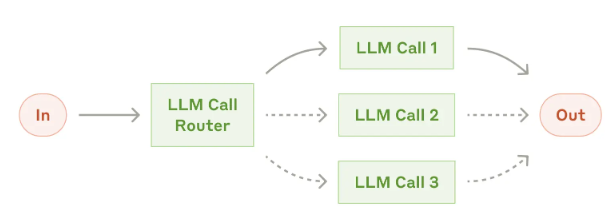 In
LLM Call
Router
LLM Call 1
LLM Call 2
LLM Call 3
Out